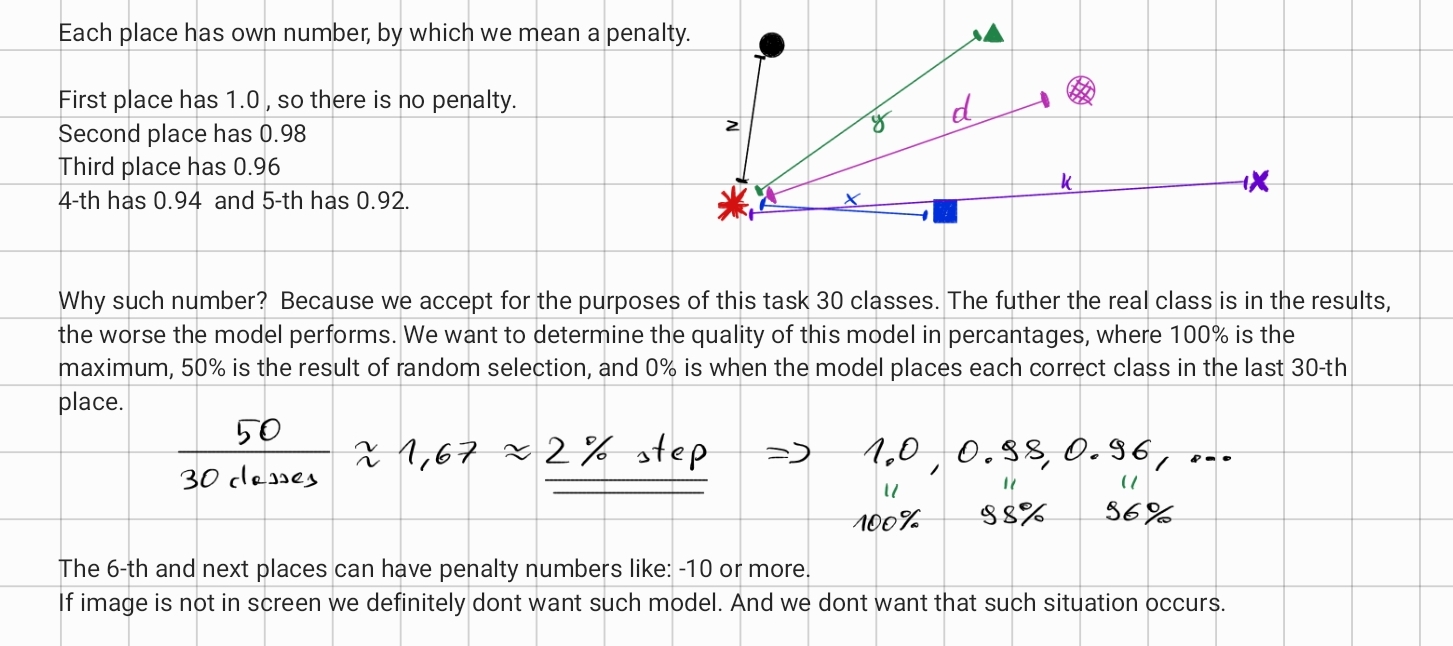 Each place has own number, by which we mean a penalty.
First place has 1.0 , so there is no penalty.
Second place has 0.98
Third place has 0.96
4-th has 0.94  and 5-th has 0.92.
z
y
d
x
k
Why such number?  Because we accept for the purposes of this task 30 classes. The futher the real class is in the results,
the worse the model performs. We want to determine the quality of this model in percantages, where 100% is the
maximum, 50% is the result of random selection, and 0% is when the model places each correct class in the last 30-th
place.
50
30 classes
≈ 1,67 ≈ 2% step => 1.0, 0.98, 0.96, ...
" " "
100% 98% 96%
The 6-th and next places can have penalty numbers like: -10 or more.
If image is not in screen we definitely dont want such model. And we dont want that such situation occurs.